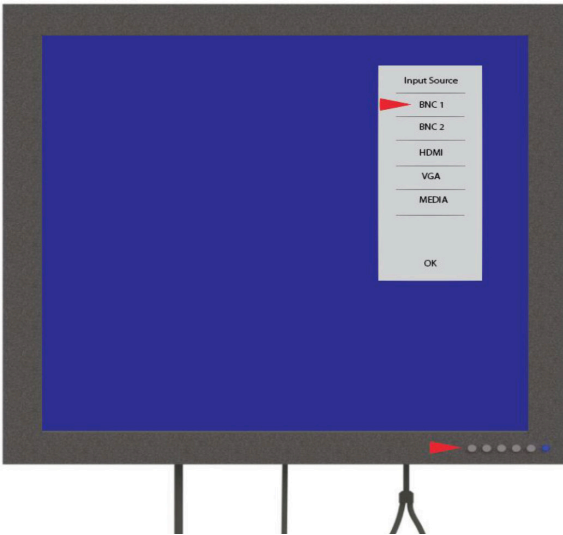 Input Source
BNC 1
BNC 2
HDMI
VGA
MEDIA
OK